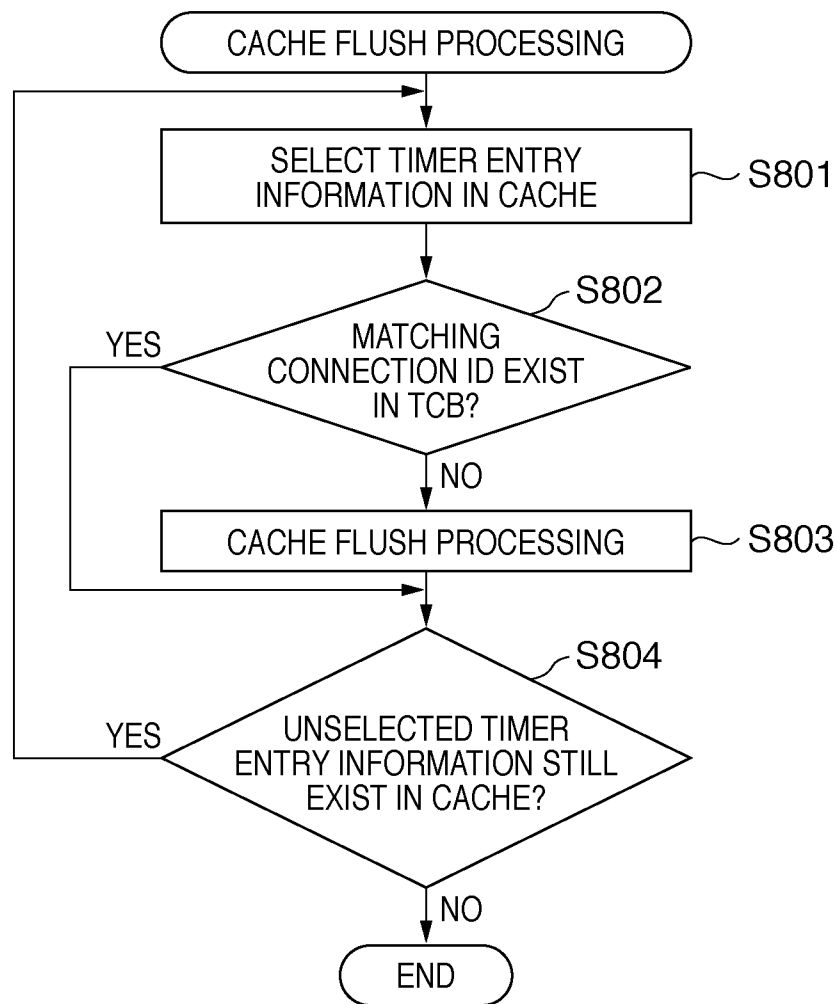 CACHE FLUSH PROCESSING
SELECT TIMER ENTRY
INFORMATION IN CACHE
S801
S802
YES
MATCHING
CONNECTION ID EXIST
IN TCB?
NO
CACHE FLUSH PROCESSING
S803
S804
YES
UNSELECTED TIMER
ENTRY INFORMATION STILL
EXIST IN CACHE?
NO
END